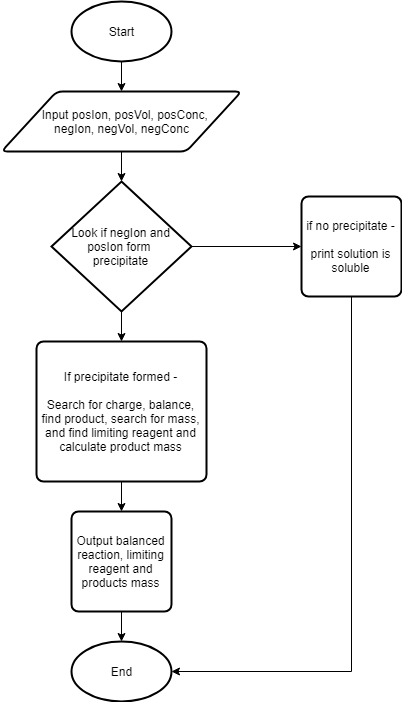 Start
Input posIon, posVol, posConc,
negIon, negVol, negConc
Look if negIon and
posIon form
precipitate
if no precipitate -
print solution is
soluble
If precipitate formed -
Search for charge, balance,
find product, search for mass,
and find limiting reagent and
calculate product mass
Output balanced
reaction, limiting
reagent and
products mass
End